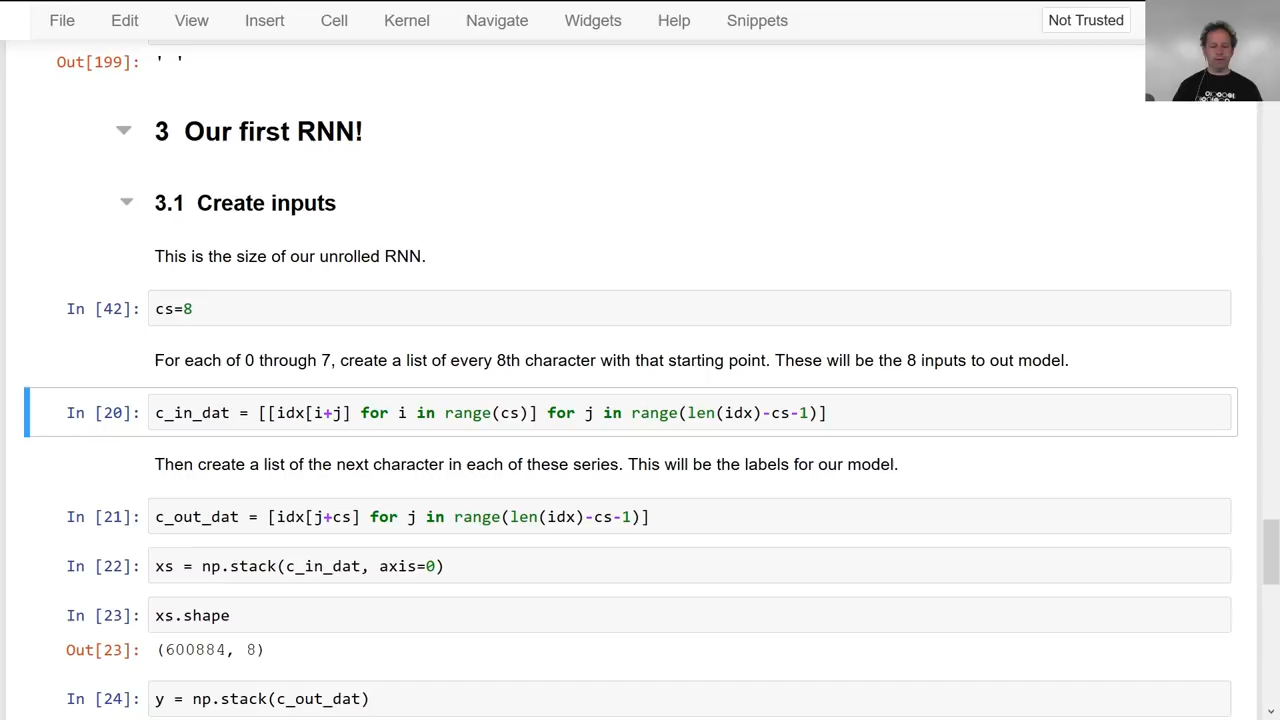 File Edit View Insert Cell Kernel Navigate Widgets Help Snippets Not Trusted
Out[199]: ' '
3 Our first RNN!
3.1 Create inputs
This is the size of our unrolled RNN.
In [42]: cs=8
For each of 0 through 7, create a list of every 8th character with that starting point. These will be the 8 inputs to out model.
In [20]: c_in_dat = [[idx[i+j] for i in range(cs)] for j in range(len(idx)-cs-1)]
Then create a list of the next character in each of these series. This will be the labels for our model.
In [21]: c_out_dat = [idx[j+cs] for j in range(len(idx)-cs-1)]
In [22]: xs = np.stack(c_in_dat, axis=0)
In [23]: xs.shape
Out[23]: (600884, 8)
In [24]: y = np.stack(c_out_dat)